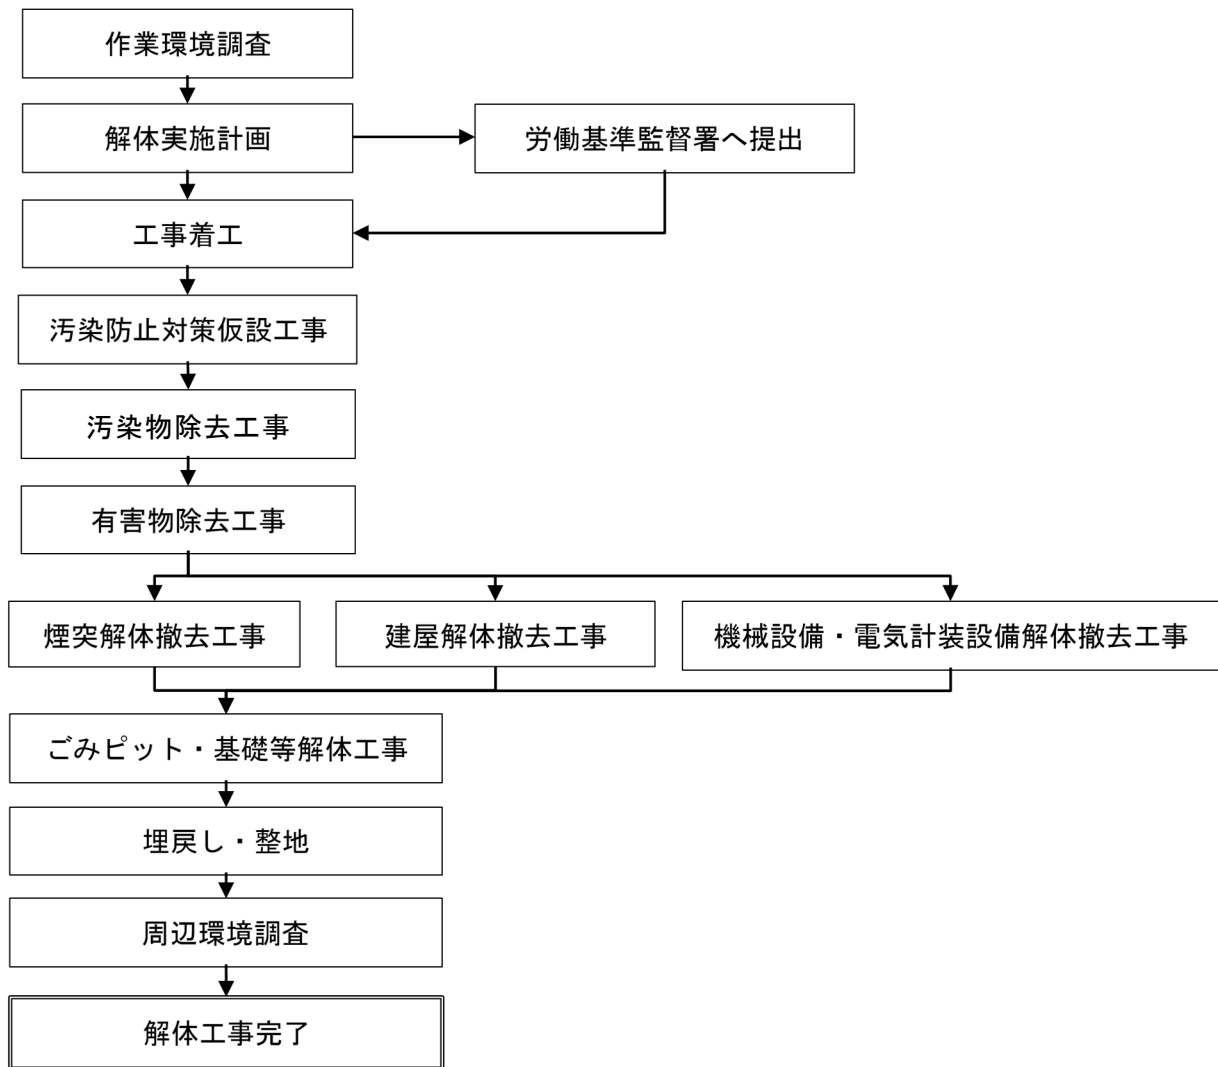 作業環境調査
解体実施計画
労働基準監督署へ提出
工事着工
汚染防止対策仮設工事
汚染物除去工事
有害物除去工事
煙突解体撤去工事
建屋解体撤去工事
機械設備・電気計装設備解体撤去工事
ごみピット・基礎等解体工事
埋戻し・整地
周辺環境調査
解体工事完了